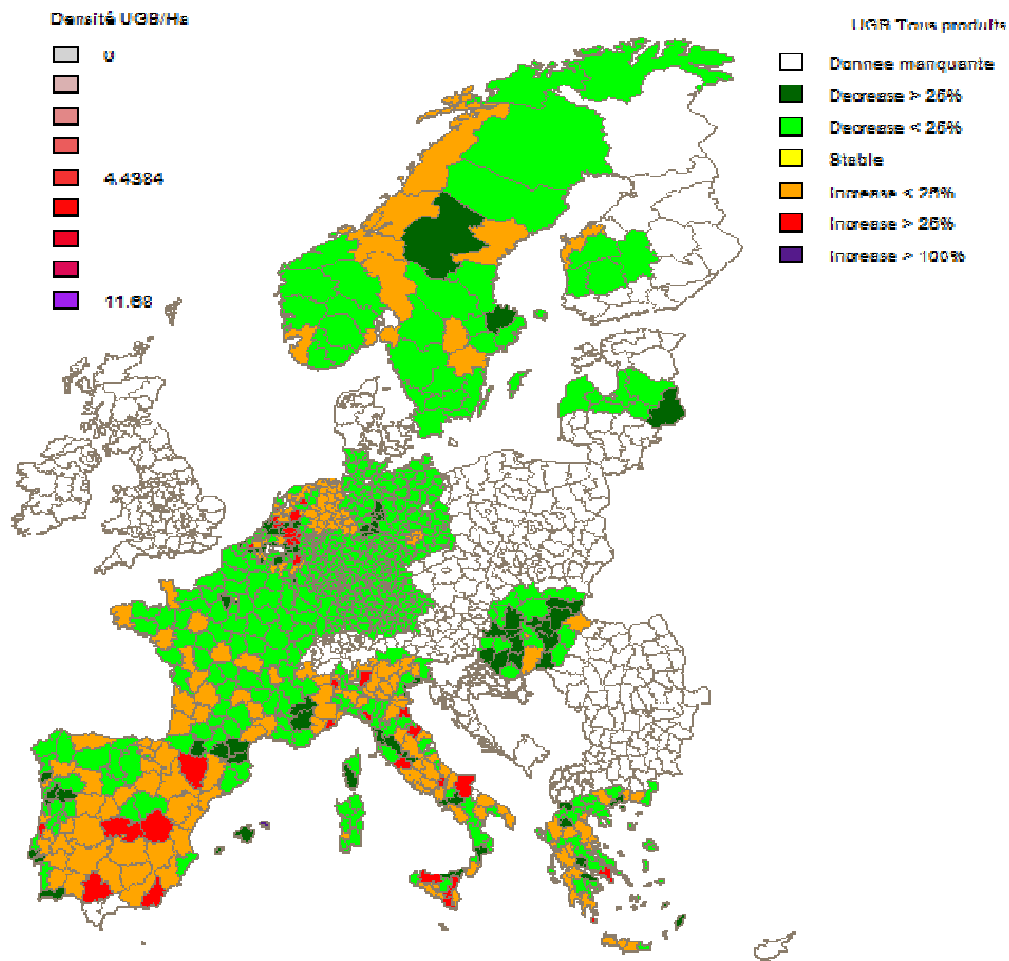 Densité UGB/Ha
0
4.4384
11.68
UGB Tous produits
Donnee manquante
Decrease > 25%
Decrease < 25%
Stable
Increase < 25%
Increase > 25%
Increase > 100%